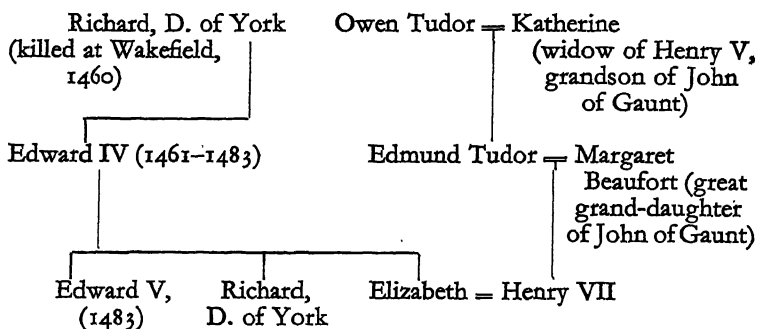 Richard, D. of York
(killed at Wakefield,
1460)
Owen Tudor = Katherine
(widow of Henry V,
grandson of John
of Gaunt)
Edward IV (1461–1483)
Edmund Tudor = Margaret
Beaufort (great
grand-daughter
of John of Gaunt)
Edward V,
(1483)
Richard,
D. of York
Elizabeth = Henry VII